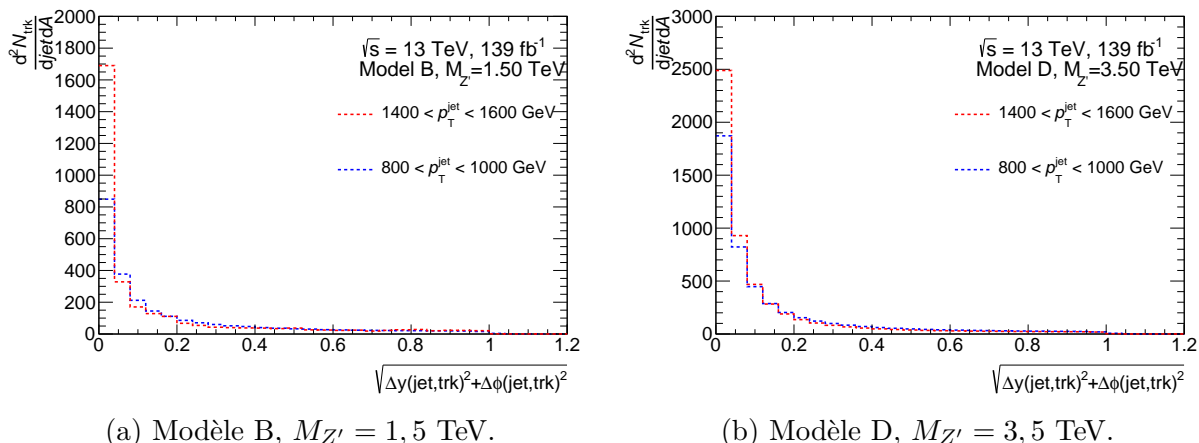 d²N_trk / djet dA
2000
1800
1600
1400
1200
1000
800
600
400
200
0
√s = 13 TeV, 139 fb⁻¹
Model B, M_Z'=1.50 TeV
1400 < p_T^jet < 1600 GeV
800 < p_T^jet < 1000 GeV
0 0.2 0.4 0.6 0.8 1 1.2
√Δy(jet,trk)²+Δϕ(jet,trk)²
(a) Modèle B, M_Z′ = 1,5 TeV.
d²N_trk / djet dA
3000
2500
2000
1500
1000
500
0
√s = 13 TeV, 139 fb⁻¹
Model D, M_Z'=3.50 TeV
1400 < p_T^jet < 1600 GeV
800 < p_T^jet < 1000 GeV
0 0.2 0.4 0.6 0.8 1 1.2
√Δy(jet,trk)²+Δϕ(jet,trk)²
(b) Modèle D, M_Z′ = 3,5 TeV.